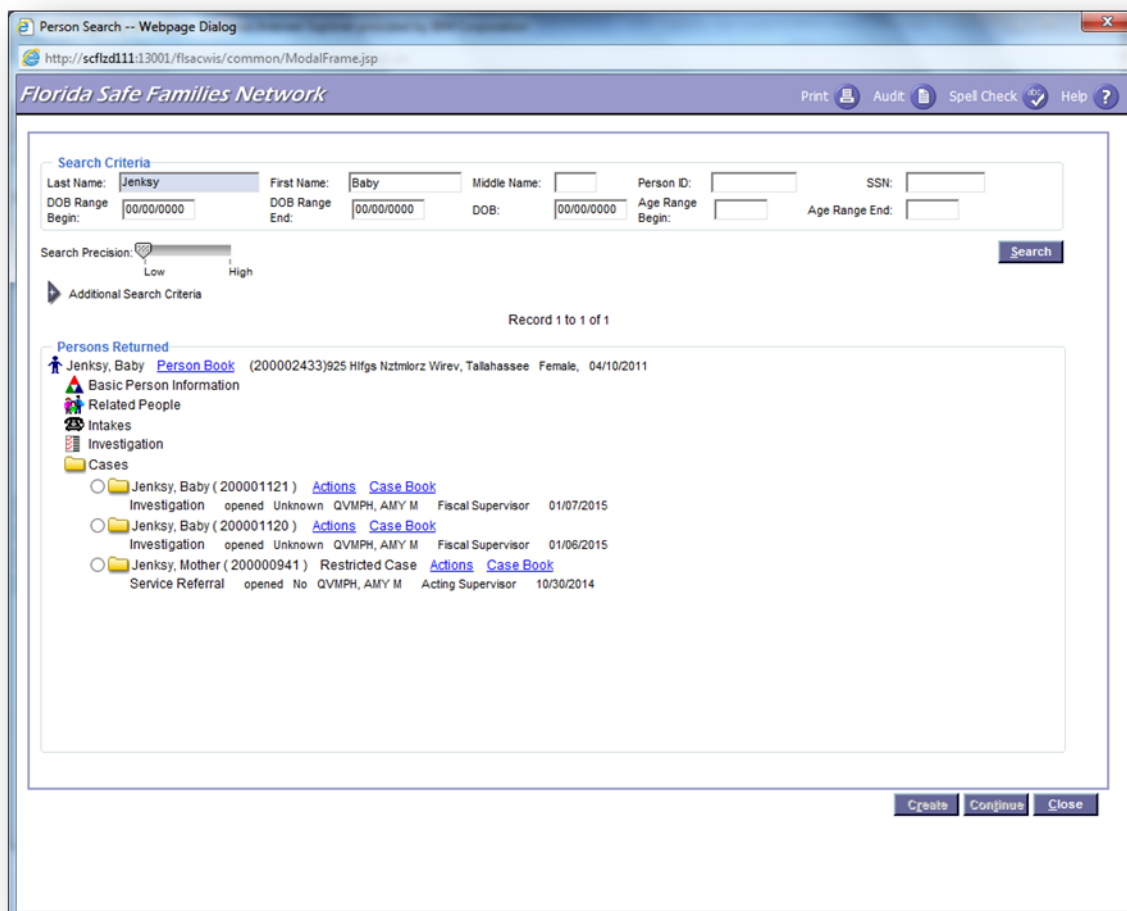 Person Search -- Webpage Dialog
http://scflzd111:13001/flsacwis/common/ModalFrame.jsp
Florida Safe Families Network Print Audit Spell Check abc Help ?
Search Criteria
Last Name: Jenksy First Name: Baby Middle Name: Person ID: SSN:
DOB Range Begin: 00/00/0000 DOB Range End: 00/00/0000 DOB: 00/00/0000 Age Range Begin: Age Range End:
Search Precision: Search
Low High
Additional Search Criteria
Record 1 to 1 of 1
Persons Returned
Jenksy, Baby Person Book (200002433)925 Hlfgs Nztmlorz Wirev, Tallahassee Female, 04/10/2011
Basic Person Information
Related People
Intakes
Investigation
Cases
Jenksy, Baby ( 200001121 ) Actions Case Book
Investigation opened Unknown QVMPH, AMY M Fiscal Supervisor 01/07/2015
Jenksy, Baby ( 200001120 ) Actions Case Book
Investigation opened Unknown QVMPH, AMY M Fiscal Supervisor 01/06/2015
Jenksy, Mother ( 200000941 ) Restricted Case Actions Case Book
Service Referral opened No QVMPH, AMY M Acting Supervisor 10/30/2014
Create Continue Close